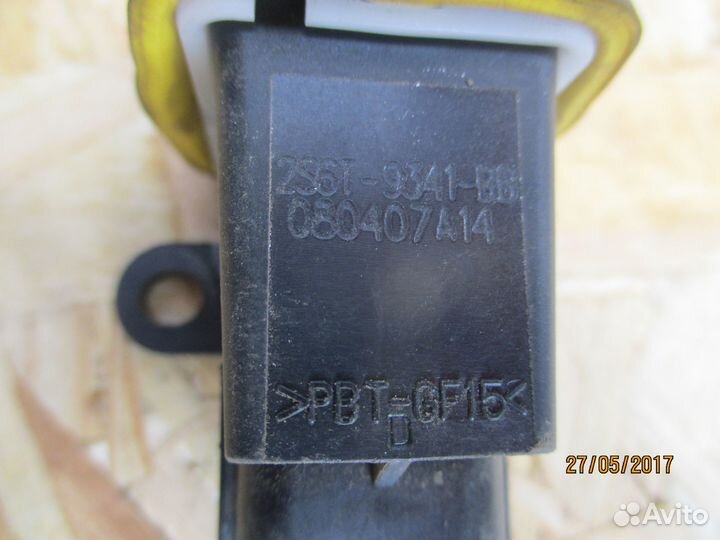 2S6T-9341-BB
080407A14
>PBT-GF15<
D
27/05/2017
Avito